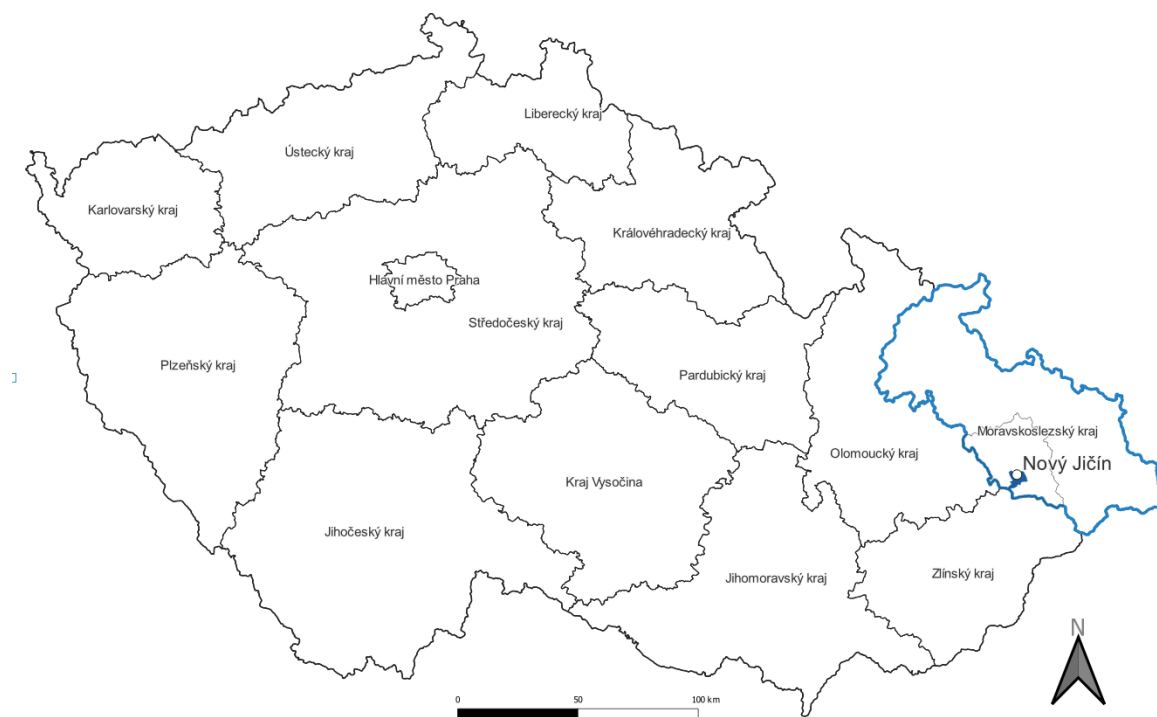 Liberecký kraj
Ústecký kraj
Karlovarský kraj
Královéhradecký kraj
Hlavní město Praha
Středočeský kraj
Plzeňský kraj
Pardubický kraj
Moravskoslezský kraj
Olomoucký kraj
Nový Jičín
Kraj Vysočina
Jihočeský kraj
Zlínský kraj
Jihomoravský kraj
N
0 50 100 km